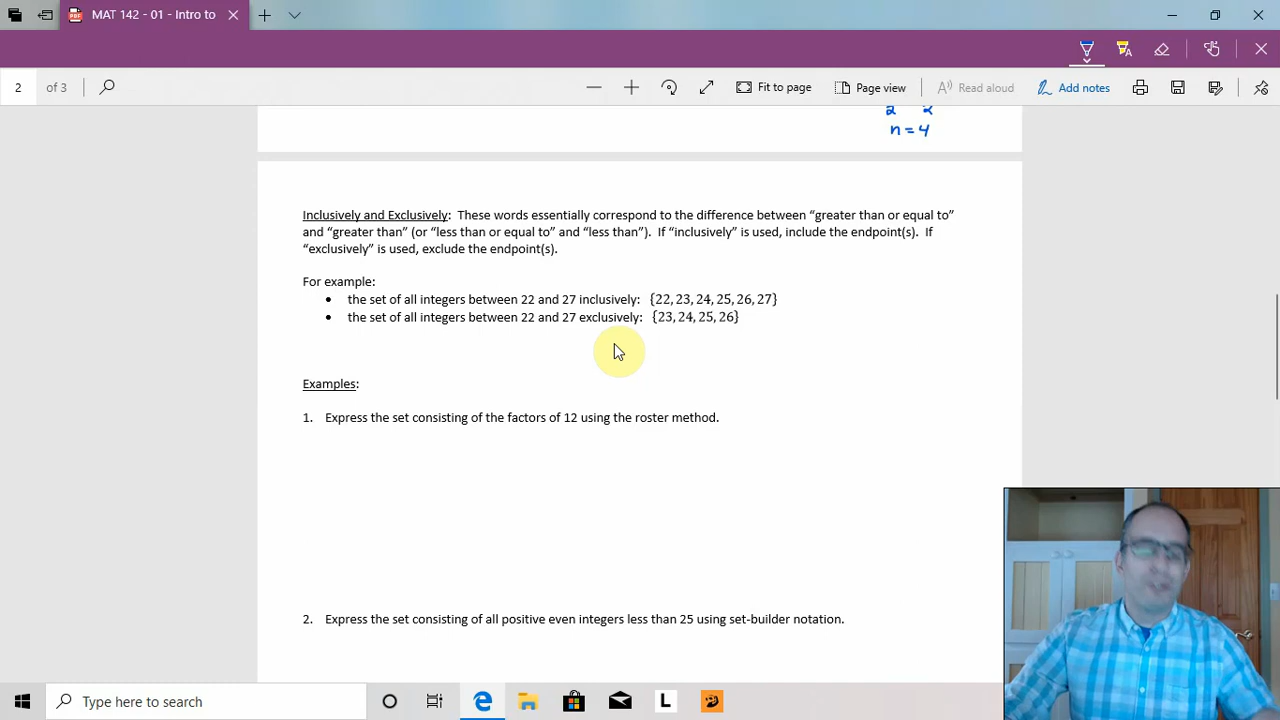 MAT 142 - 01 - Intro to
2 of 3
Fit to page
Page view
Read aloud
Add notes
2 2
n = 4
Inclusively and Exclusively: These words essentially correspond to the difference between “greater than or equal to”
and “greater than” (or “less than or equal to” and “less than”). If “inclusively” is used, include the endpoint(s). If
“exclusively” is used, exclude the endpoint(s).
For example:
• the set of all integers between 22 and 27 inclusively: {22, 23, 24, 25, 26, 27}
• the set of all integers between 22 and 27 exclusively: {23, 24, 25, 26}
Examples:
1. Express the set consisting of the factors of 12 using the roster method.
2. Express the set consisting of all positive even integers less than 25 using set-builder notation.
Type here to search
L